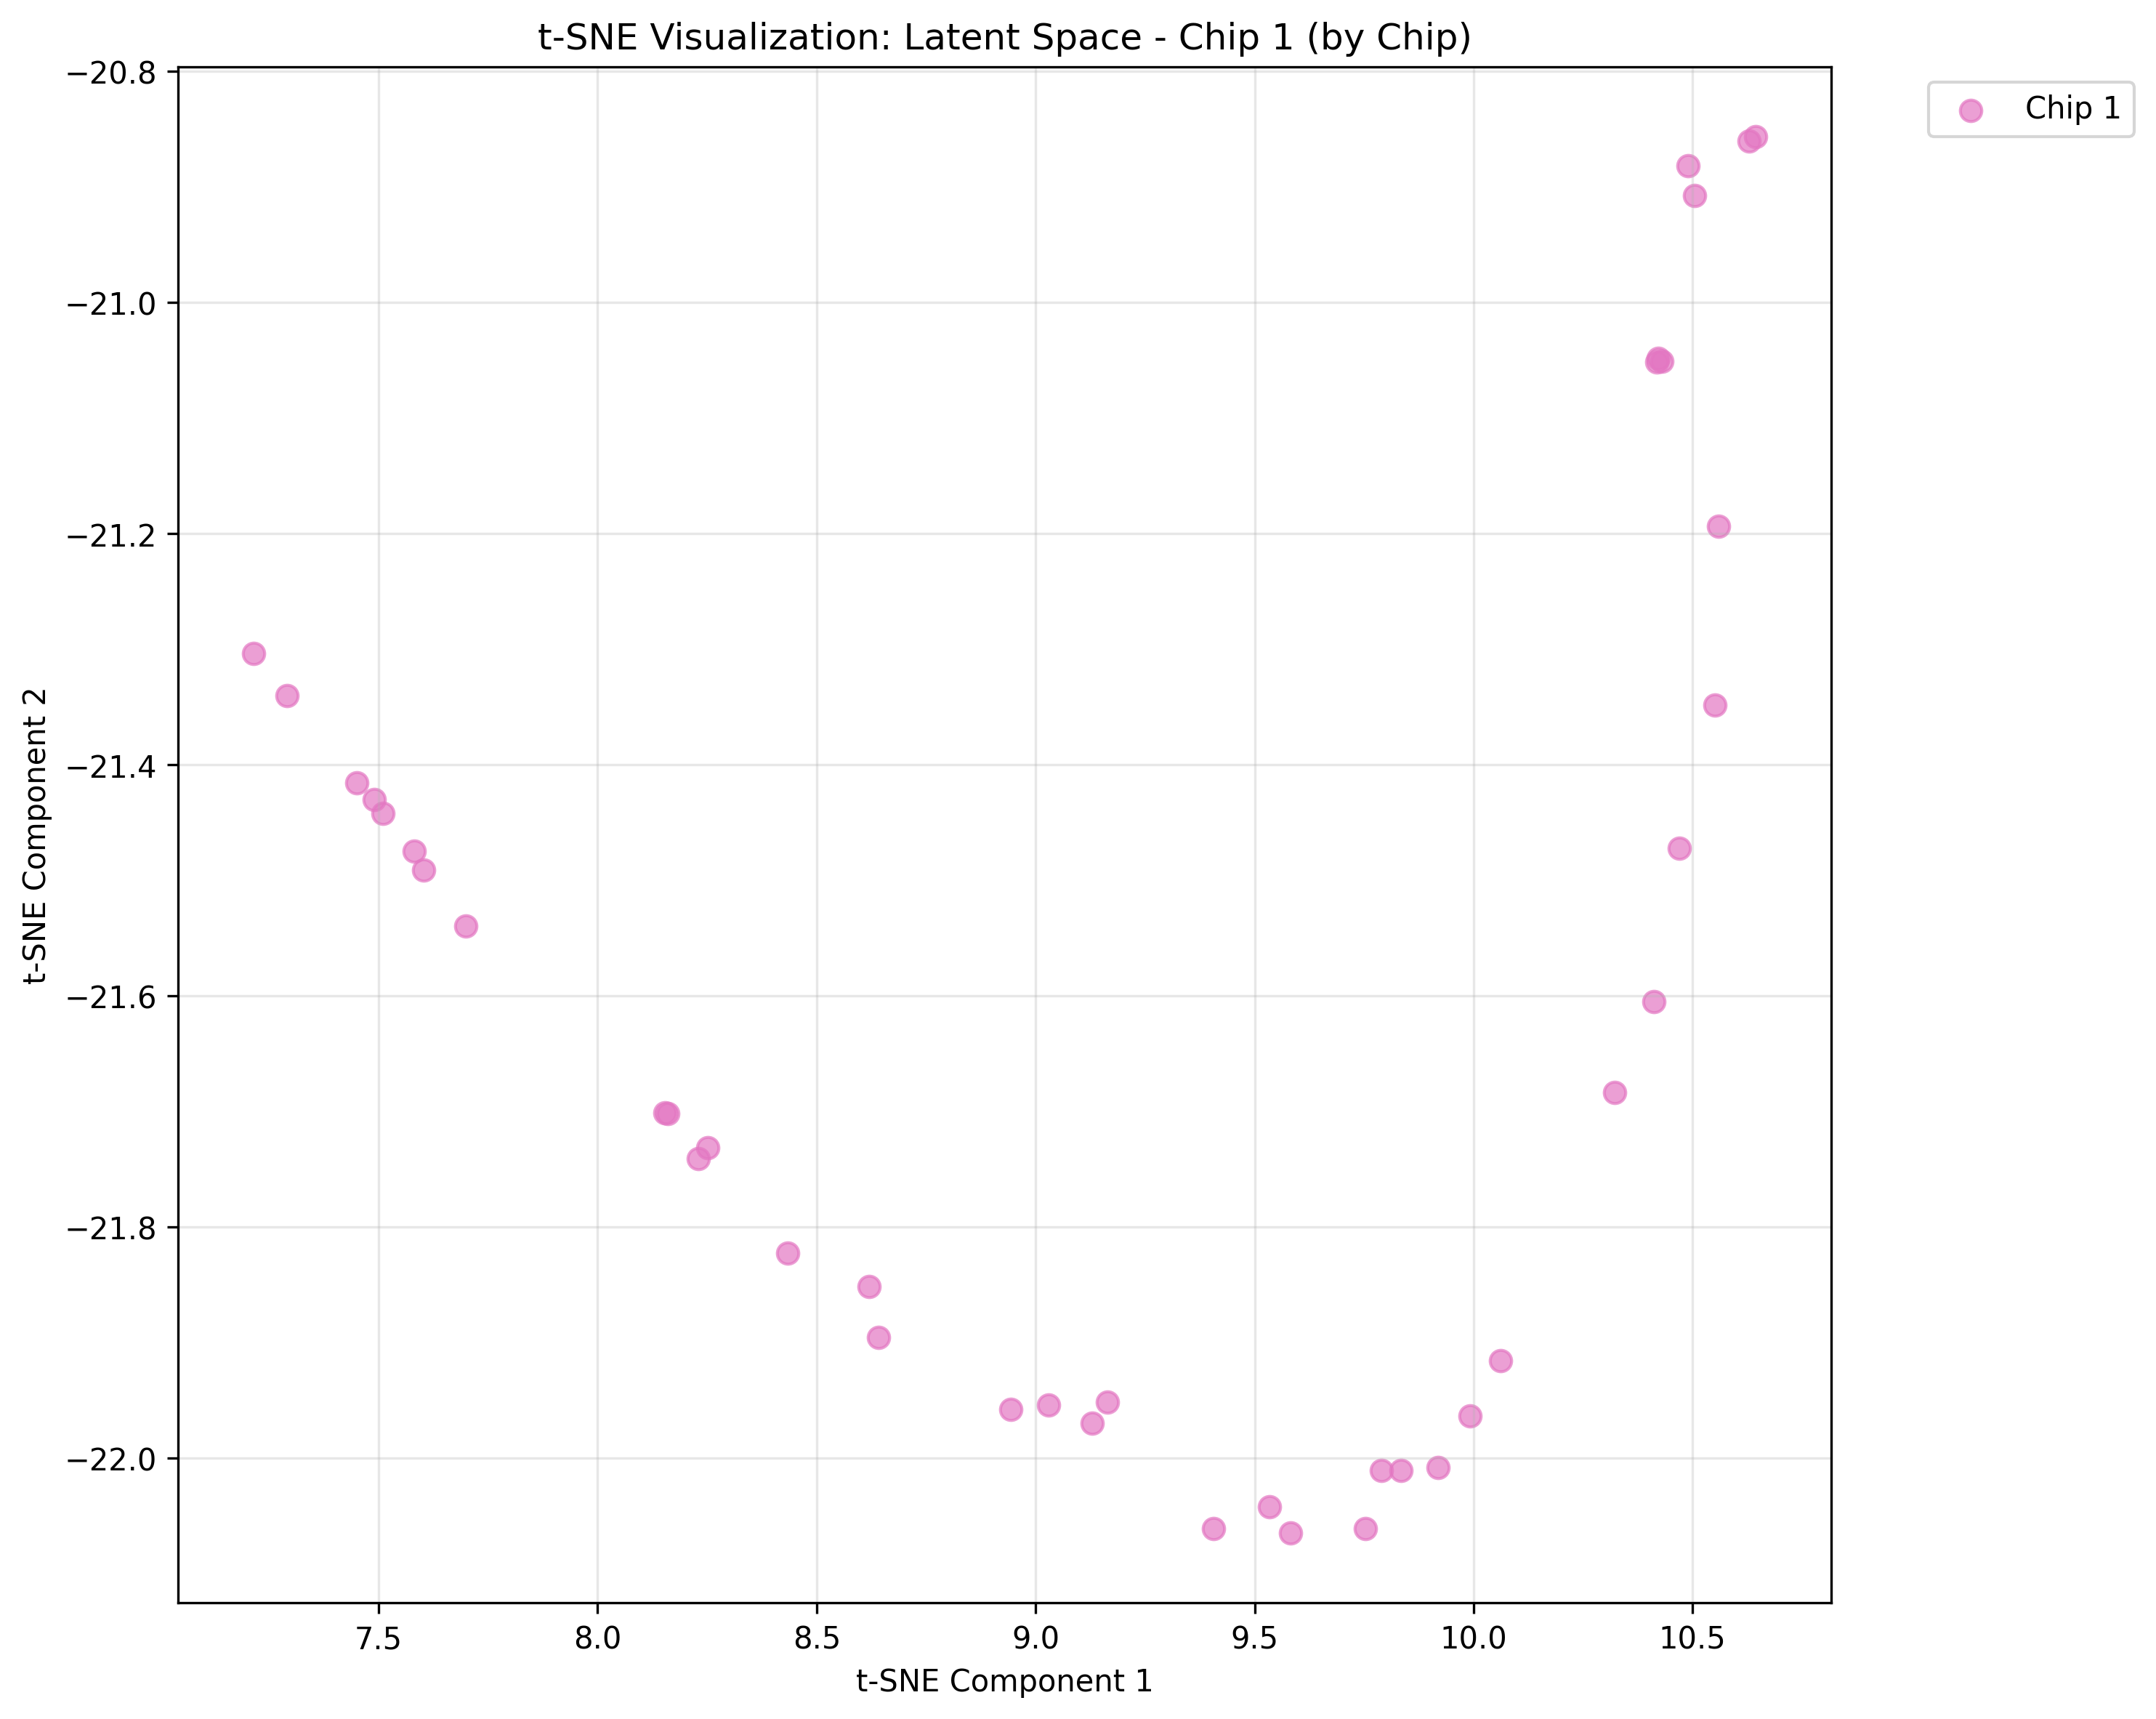 t-SNE Visualization: Latent Space - Chip 1 (by Chip)
Chip 1
−20.8
−21.0
−21.2
−21.4
−21.6
−21.8
−22.0
t-SNE Component 2
7.5 8.0 8.5 9.0 9.5 10.0 10.5
t-SNE Component 1